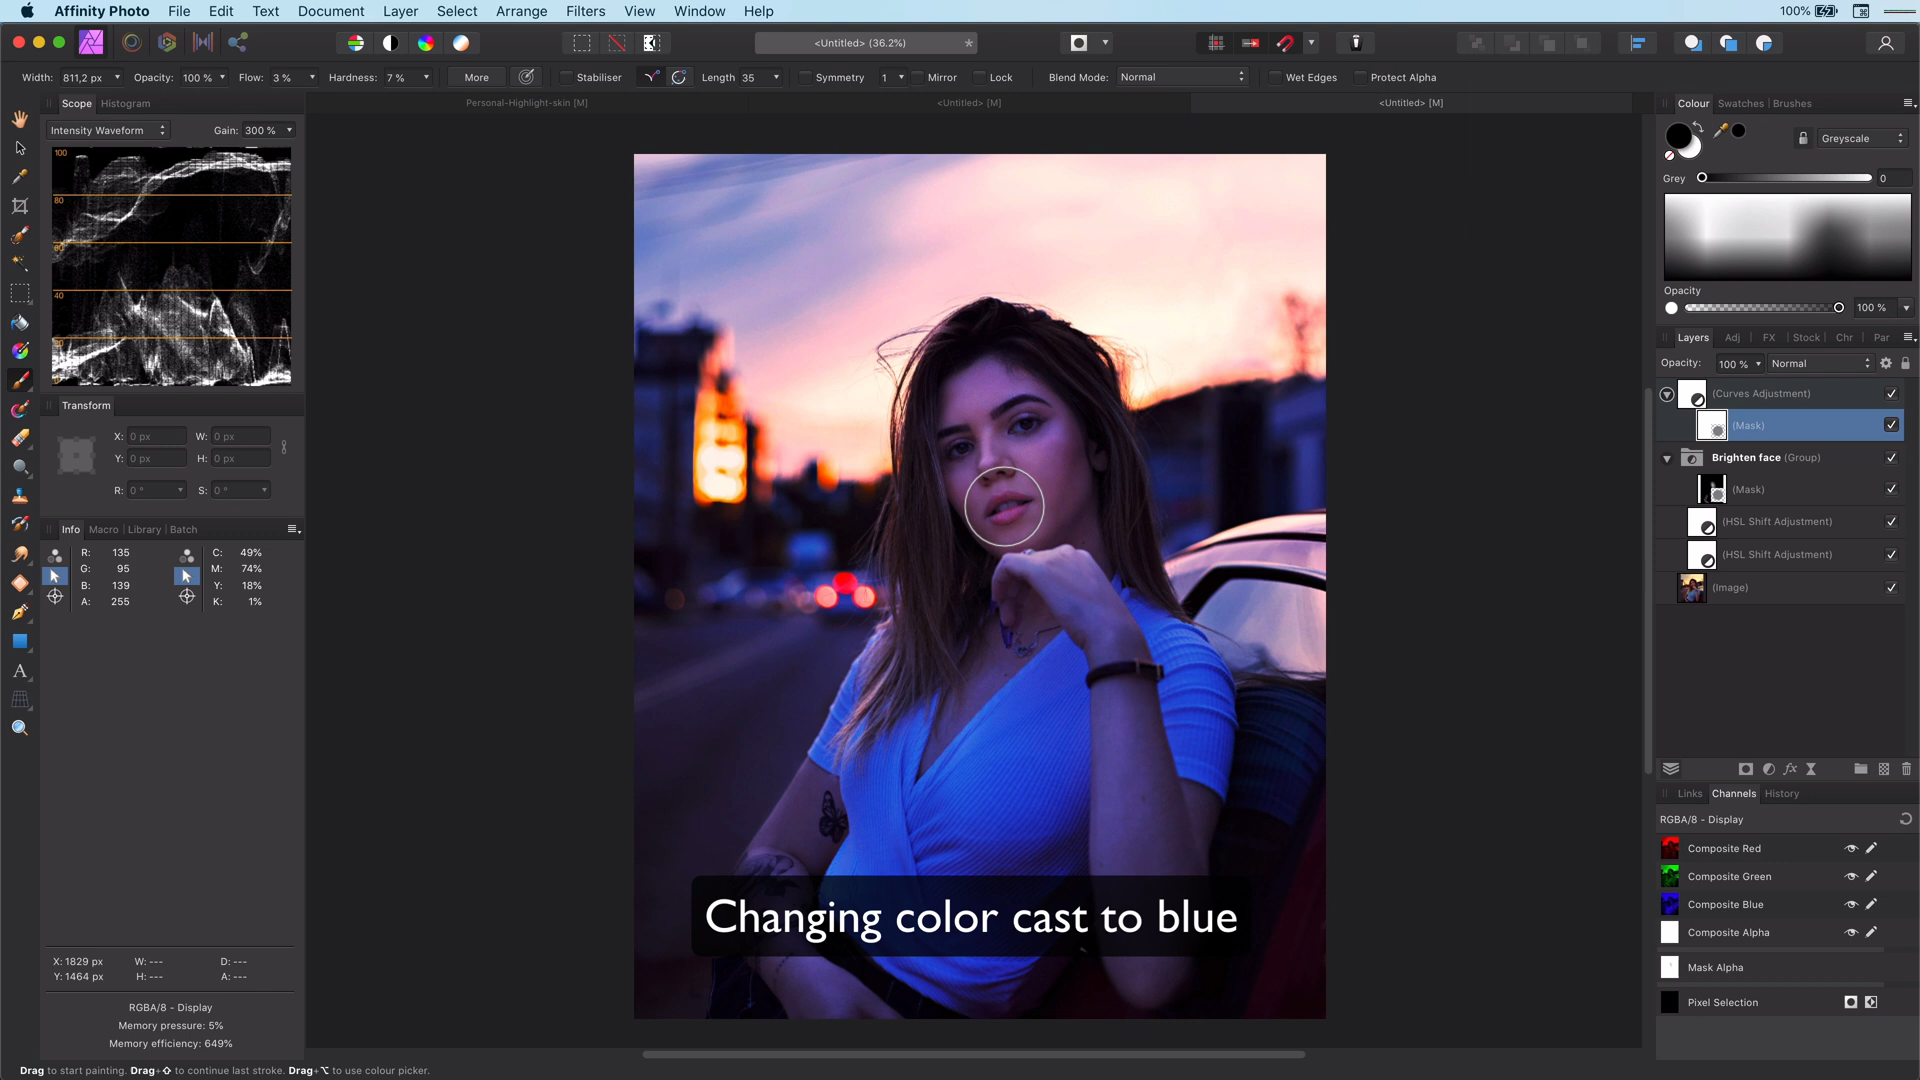 Affinity Photo File Edit Text Document Layer Select Arrange Filters View Window Help 100%
<Untitled> (36.2%) *
Width: 811,2 px Opacity: 100 % Flow: 3 % Hardness: 7 % More Stabiliser Length 35 Symmetry 1 Mirror Lock Blend Mode: Normal Wet Edges Protect Alpha
Scope Histogram
Personal-Highlight-skin [M] <Untitled> [M] <Untitled> [M]
Intensity Waveform Gain: 300 %
100
80
60
40
20
Transform
X: 0 px W: 0 px
Y: 0 px H: 0 px
R: 0 ° S: 0 °
Info Macro Library Batch
R: 135 C: 49%
G: 95 M: 74%
B: 139 Y: 18%
A: 255 K: 1%
X: 1829 px W: --- D: ---
Y: 1464 px H: --- A: ---
RGBA/8 - Display
Memory pressure: 5%
Memory efficiency: 649%
Drag to start painting. Drag+⇧ to continue last stroke. Drag+⌥ to use colour picker.
Changing color cast to blue
Colour Swatches Brushes
Greyscale
Grey 0
Opacity
100 %
Layers Adj FX Stock Chr Par
Opacity: 100 % Normal
(Curves Adjustment)
(Mask)
Brighten face (Group)
(Mask)
(HSL Shift Adjustment)
(HSL Shift Adjustment)
(Image)
Links Channels History
RGBA/8 - Display
Composite Red
Composite Green
Composite Blue
Composite Alpha
Mask Alpha
Pixel Selection